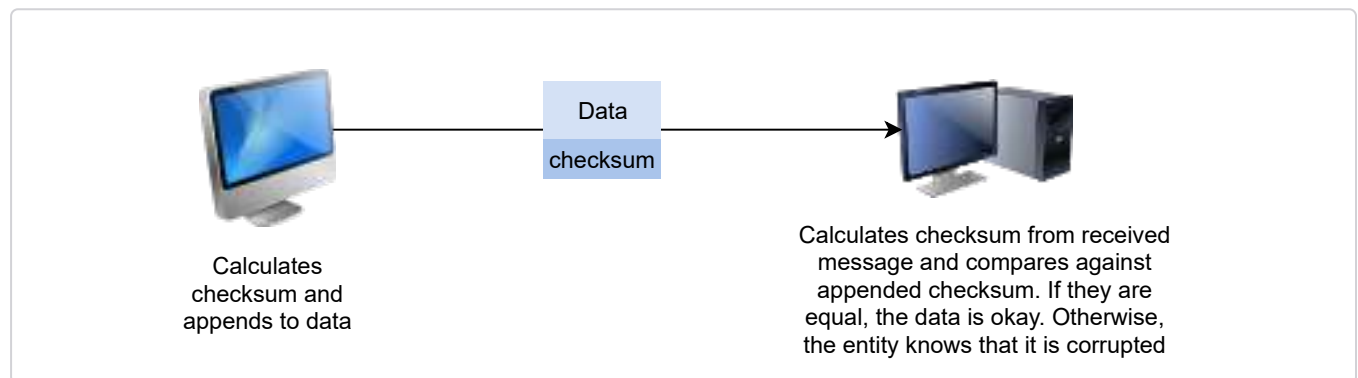 Data
checksum
Calculates
checksum and
appends to data
Calculates checksum from received
message and compares against
appended checksum. If they are
equal, the data is okay. Otherwise,
the entity knows that it is corrupted